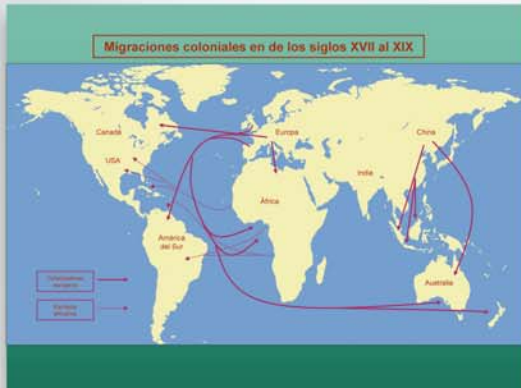 Migraciones coloniales en de los siglos XVII al XIX
Canadá
Europa
China
USA
India
África
América
del Sur
Australia